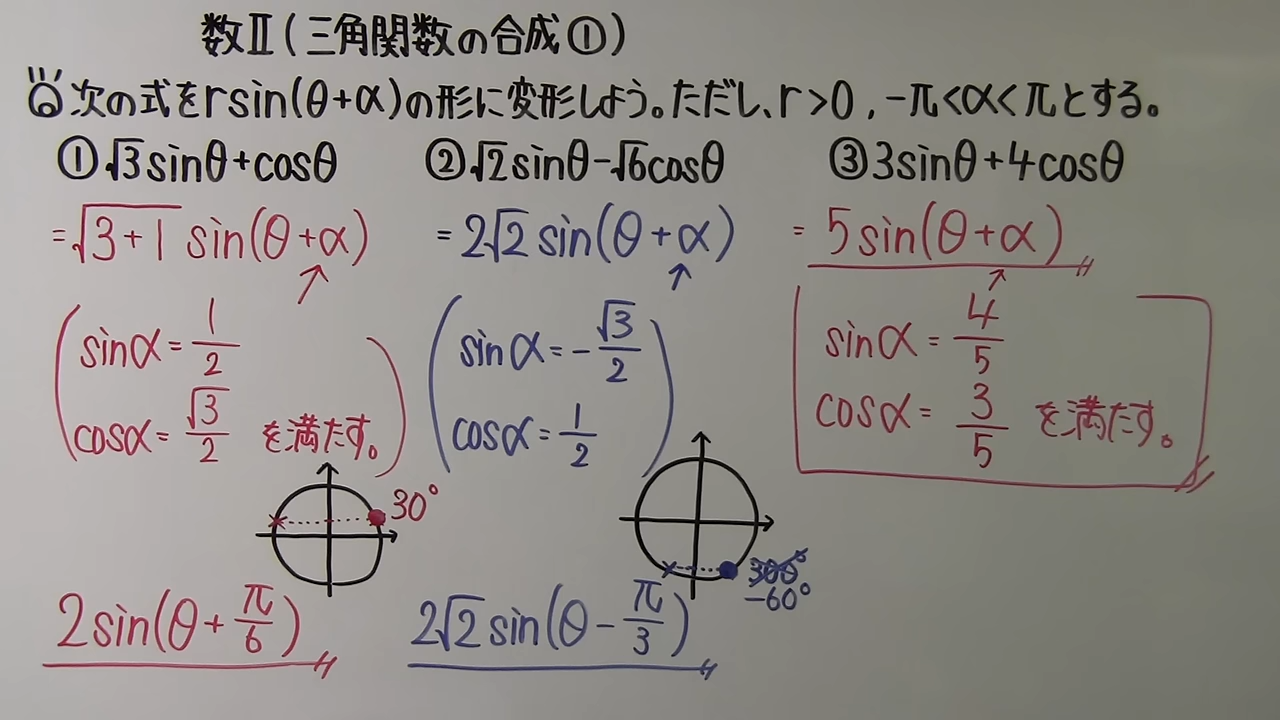 数Ⅱ(三角関数の合成①)
次の式をrsin(θ+α)の形に変形しよう。ただし、r>0, -π<α<πとする。
①√3sinθ+cosθ
=√3+1 sin(θ+α)
sinα=1/2
cosα=√3/2 を満たす。
30°
2sin(θ+π/6)
②√2sinθ-√6cosθ
=2√2sin(θ+α)
sinα=-√3/2
cosα=1/2
300°
-60°
2√2sin(θ-π/3)
③3sinθ+4cosθ
=5sin(θ+α)
sinα=4/5
cosα=3/5 を満たす。